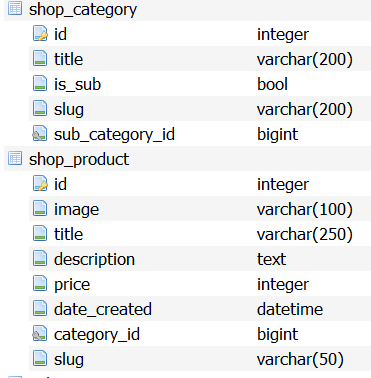 shop_category
id integer
title varchar(200)
is_sub bool
slug varchar(200)
sub_category_id bigint
shop_product
id integer
image varchar(100)
title varchar(250)
description text
price integer
date_created datetime
category_id bigint
slug varchar(50)